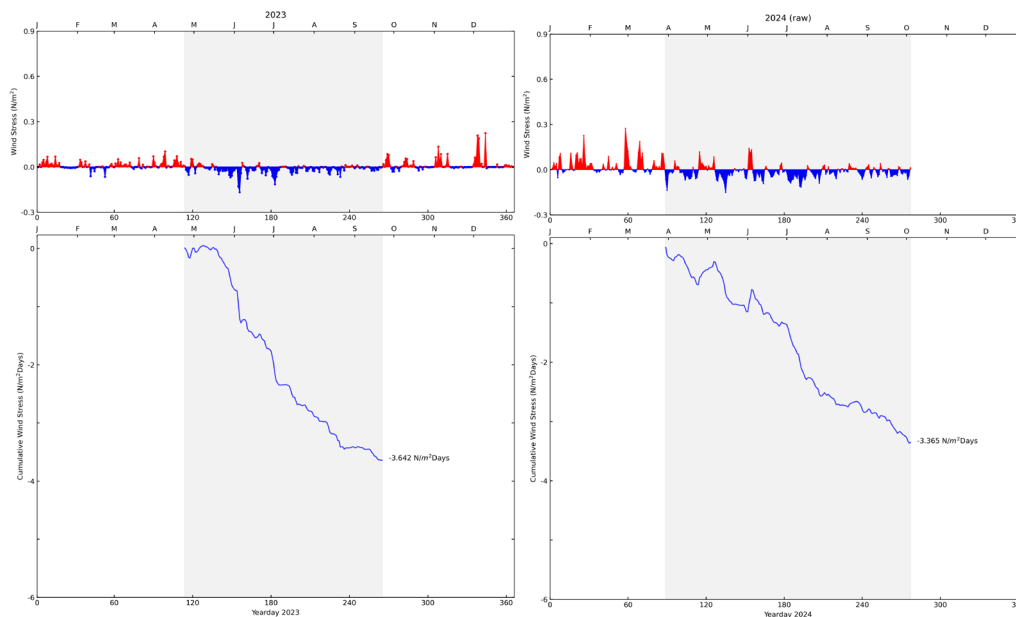 2023
J F M A M J J A S O N D
0.9
0.6
0.3
0.0
-0.3
Wind Stress (N/m²)
0 60 120 180 240 300 360
J F M A M J J A S O N D
0
-2
-4
-6
Cumulative Wind Stress (N/m²Days)
-3.642 N/m²Days
0 60 120 180 240 300 360
Yearday 2023
2024 (raw)
J F M A M J J A S O N D
0.9
0.6
0.3
0.0
-0.3
Wind Stress (N/m²)
0 60 120 180 240 300
J F M A M J J A S O N D
0
-2
-4
-6
Cumulative Wind Stress (N/m²Days)
-3.365 N/m²Days
0 60 120 180 240 300
Yearday 2024